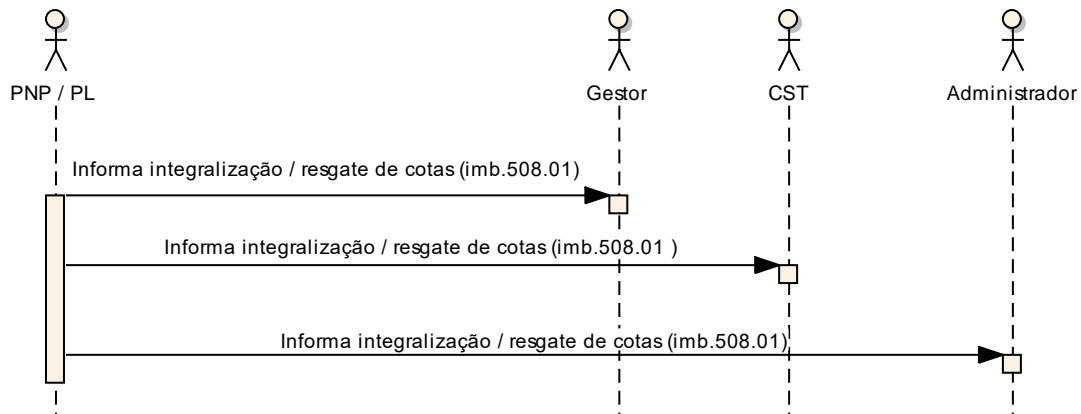 PNP / PL
Gestor
CST
Administrador
Informa integralização / resgate de cotas (imb.508.01)
Informa integralização / resgate de cotas (imb.508.01 )
Informa integralização / resgate de cotas (imb.508.01)